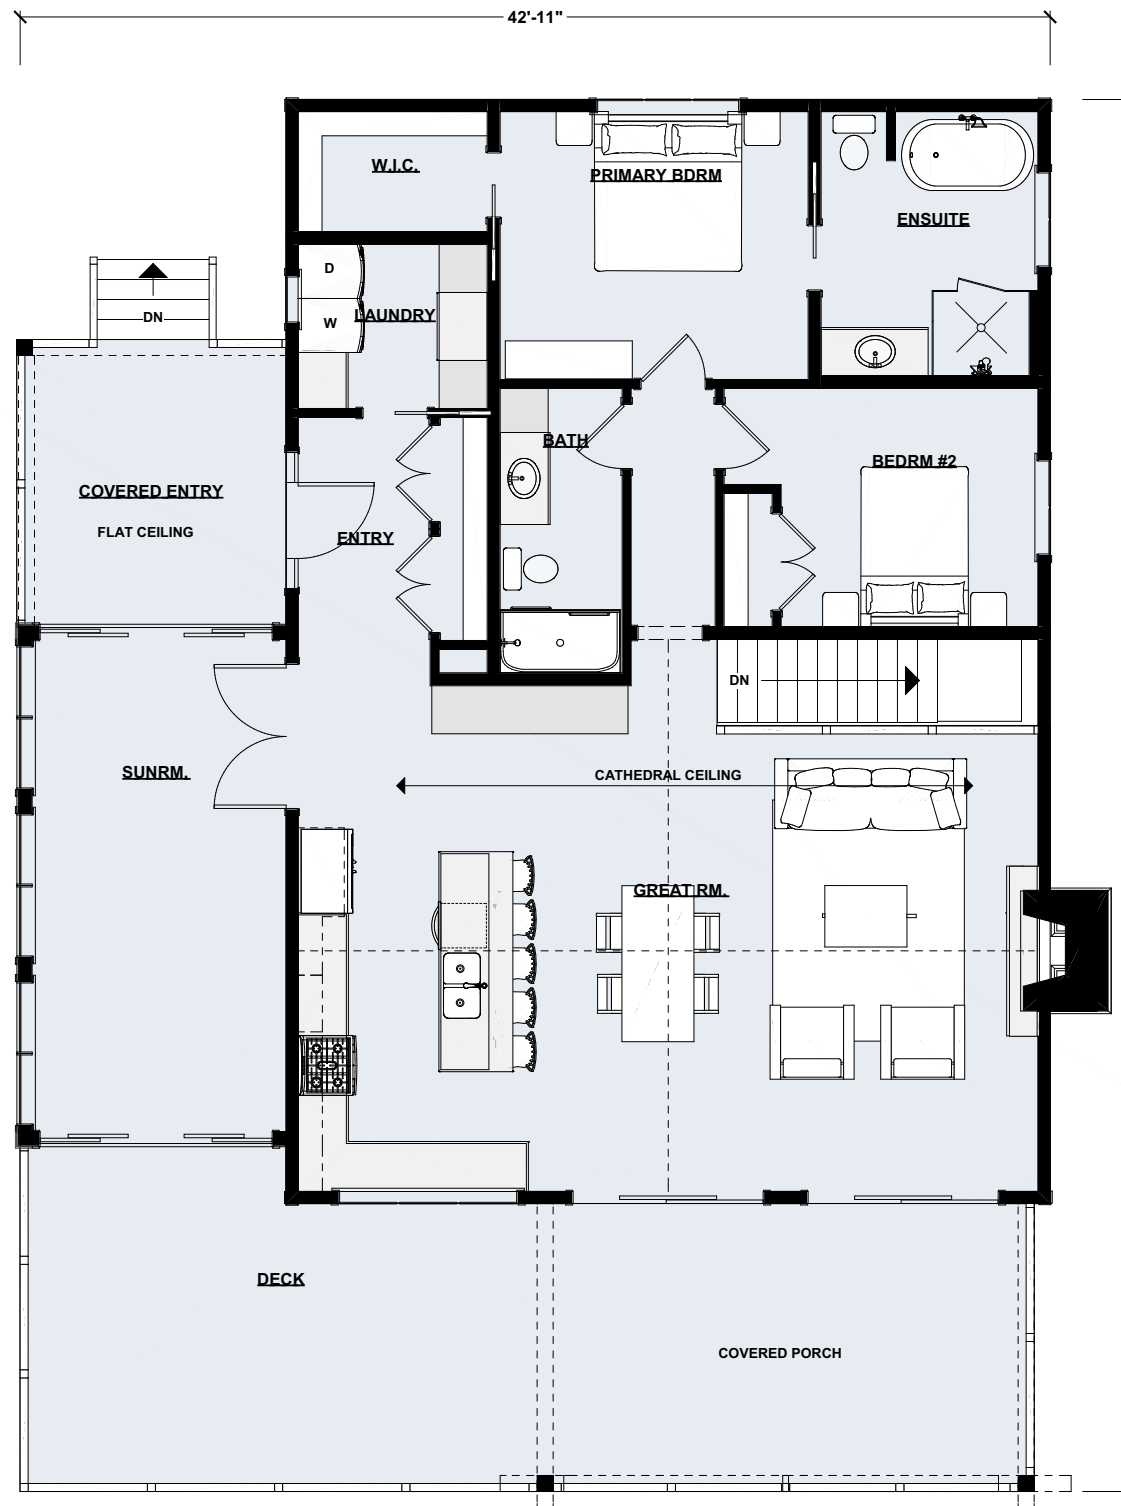 42'-11"
W.I.C.
PRIMARY BDRM
ENSUITE
D
W
LAUNDRY
DN
BATH
BEDRM #2
COVERED ENTRY
FLAT CEILING
ENTRY
DN
SUNRM.
CATHEDRAL CEILING
GREAT RM.
DECK
COVERED PORCH